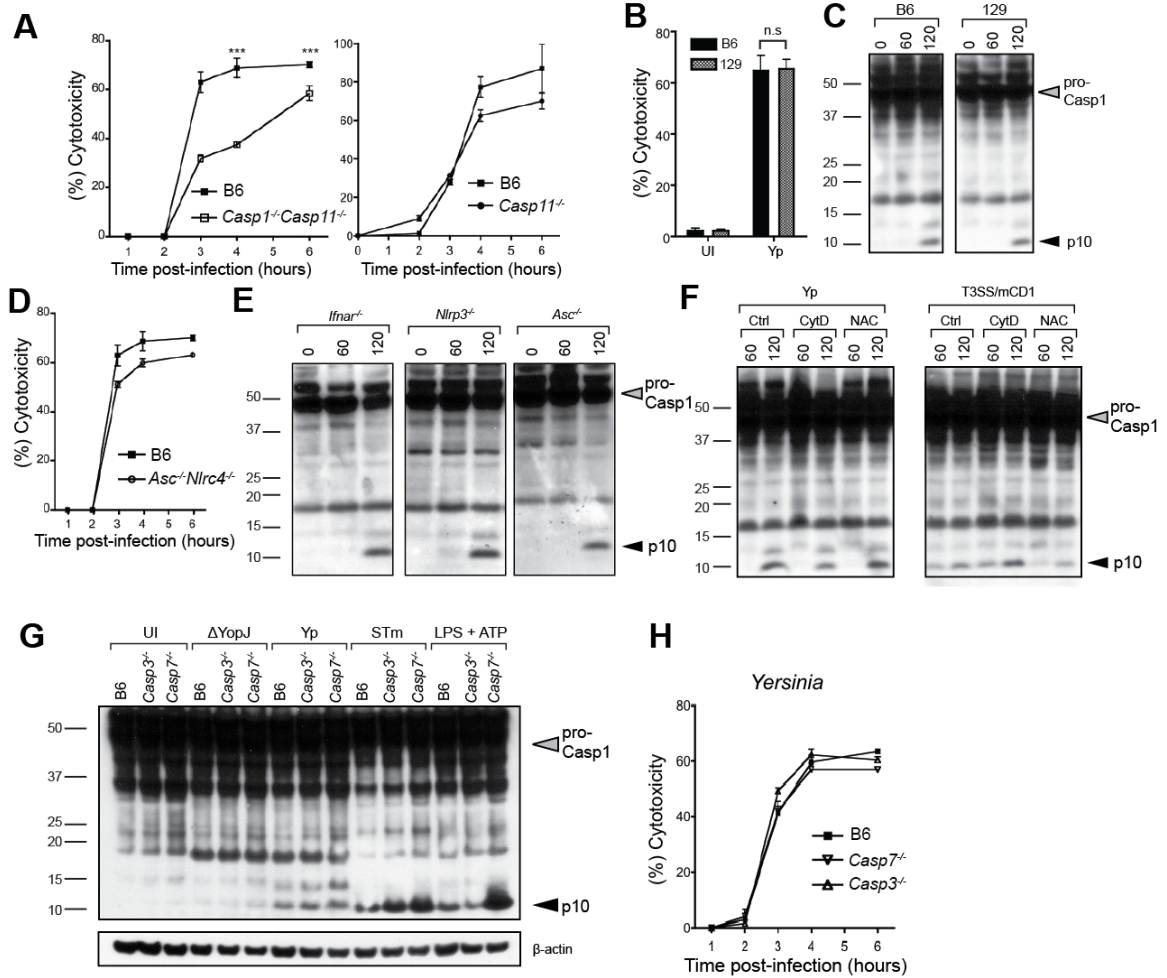 A
80
60
40
20
0
(%) Cytotoxicity
*** ***
B6
Casp1-/-Casp11-/-
1 2 3 4 5 6
Time post-infection (hours)
100
80
60
40
20
0
B6
Casp11-/-
0 1 2 3 4 5 6
Time post-infection (hours)
B
80
60
40
20
0
(%) Cytotoxicity
B6
129
n.s
UI Yp
C
B6 129
0 60 120 0 60 120
50
37
25
20
15
10
pro-
Casp1
p10
D
80
60
40
20
0
(%) Cytotoxicity
B6
Asc-/-Nlrc4-/-
1 2 3 4 5 6
Time post-infection (hours)
E
Ifnar-/- Nlrp3-/- Asc-/-
0 60 120 0 60 120 0 60 120
50
37
25
20
15
10
pro-
Casp1
p10
F
Yp T3SS/mCD1
Ctrl CytD NAC Ctrl CytD NAC
60 120 60 120 60 120 60 120 60 120 60 120
50
37
25
20
15
10
pro-
Casp1
p10
G
UI ΔYopJ Yp STm LPS + ATP
B6 Casp3-/- Casp7-/- B6 Casp3-/- Casp7-/- B6 Casp3-/- Casp7-/- B6 Casp3-/- Casp7-/- B6 Casp3-/- Casp7-/-
50
37
25
20
15
10
pro-
Casp1
p10
β-actin
H
Yersinia
80
60
40
20
0
(%) Cytotoxicity
B6
Casp7-/-
Casp3-/-
1 2 3 4 5 6
Time post-infection (hours)